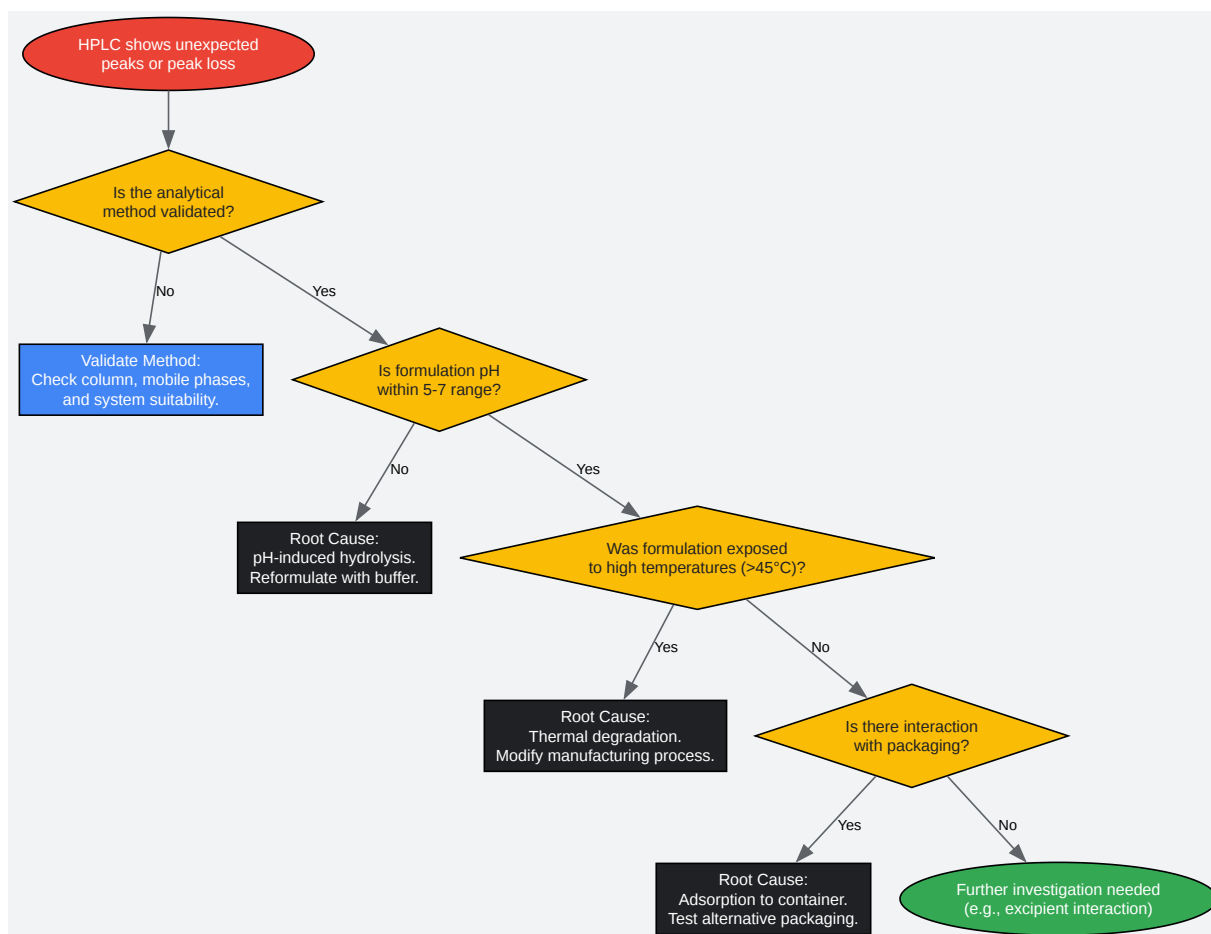 HPLC shows unexpected
peaks or peak loss
Is the analytical
method validated?
No
Yes
Validate Method:
Check column, mobile phases,
and system suitability.
Is formulation pH
within 5-7 range?
No
Yes
Root Cause:
pH-induced hydrolysis.
Reformulate with buffer.
Was formulation exposed
to high temperatures (>45°C)?
Yes
No
Root Cause:
Thermal degradation.
Modify manufacturing process.
Is there interaction
with packaging?
Yes
No
Root Cause:
Adsorption to container.
Test alternative packaging.
Further investigation needed
(e.g., excipient interaction)